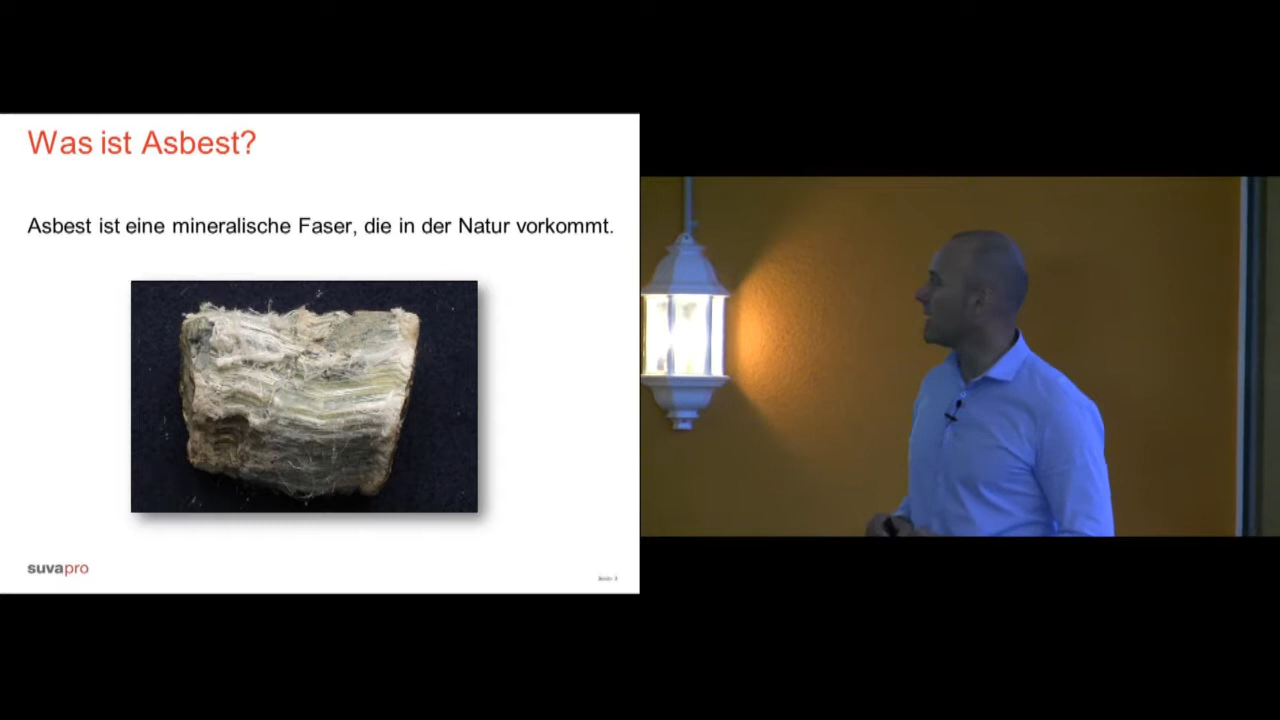 Was ist Asbest?
Asbest ist eine mineralische Faser, die in der Natur vorkommt.
suvapro